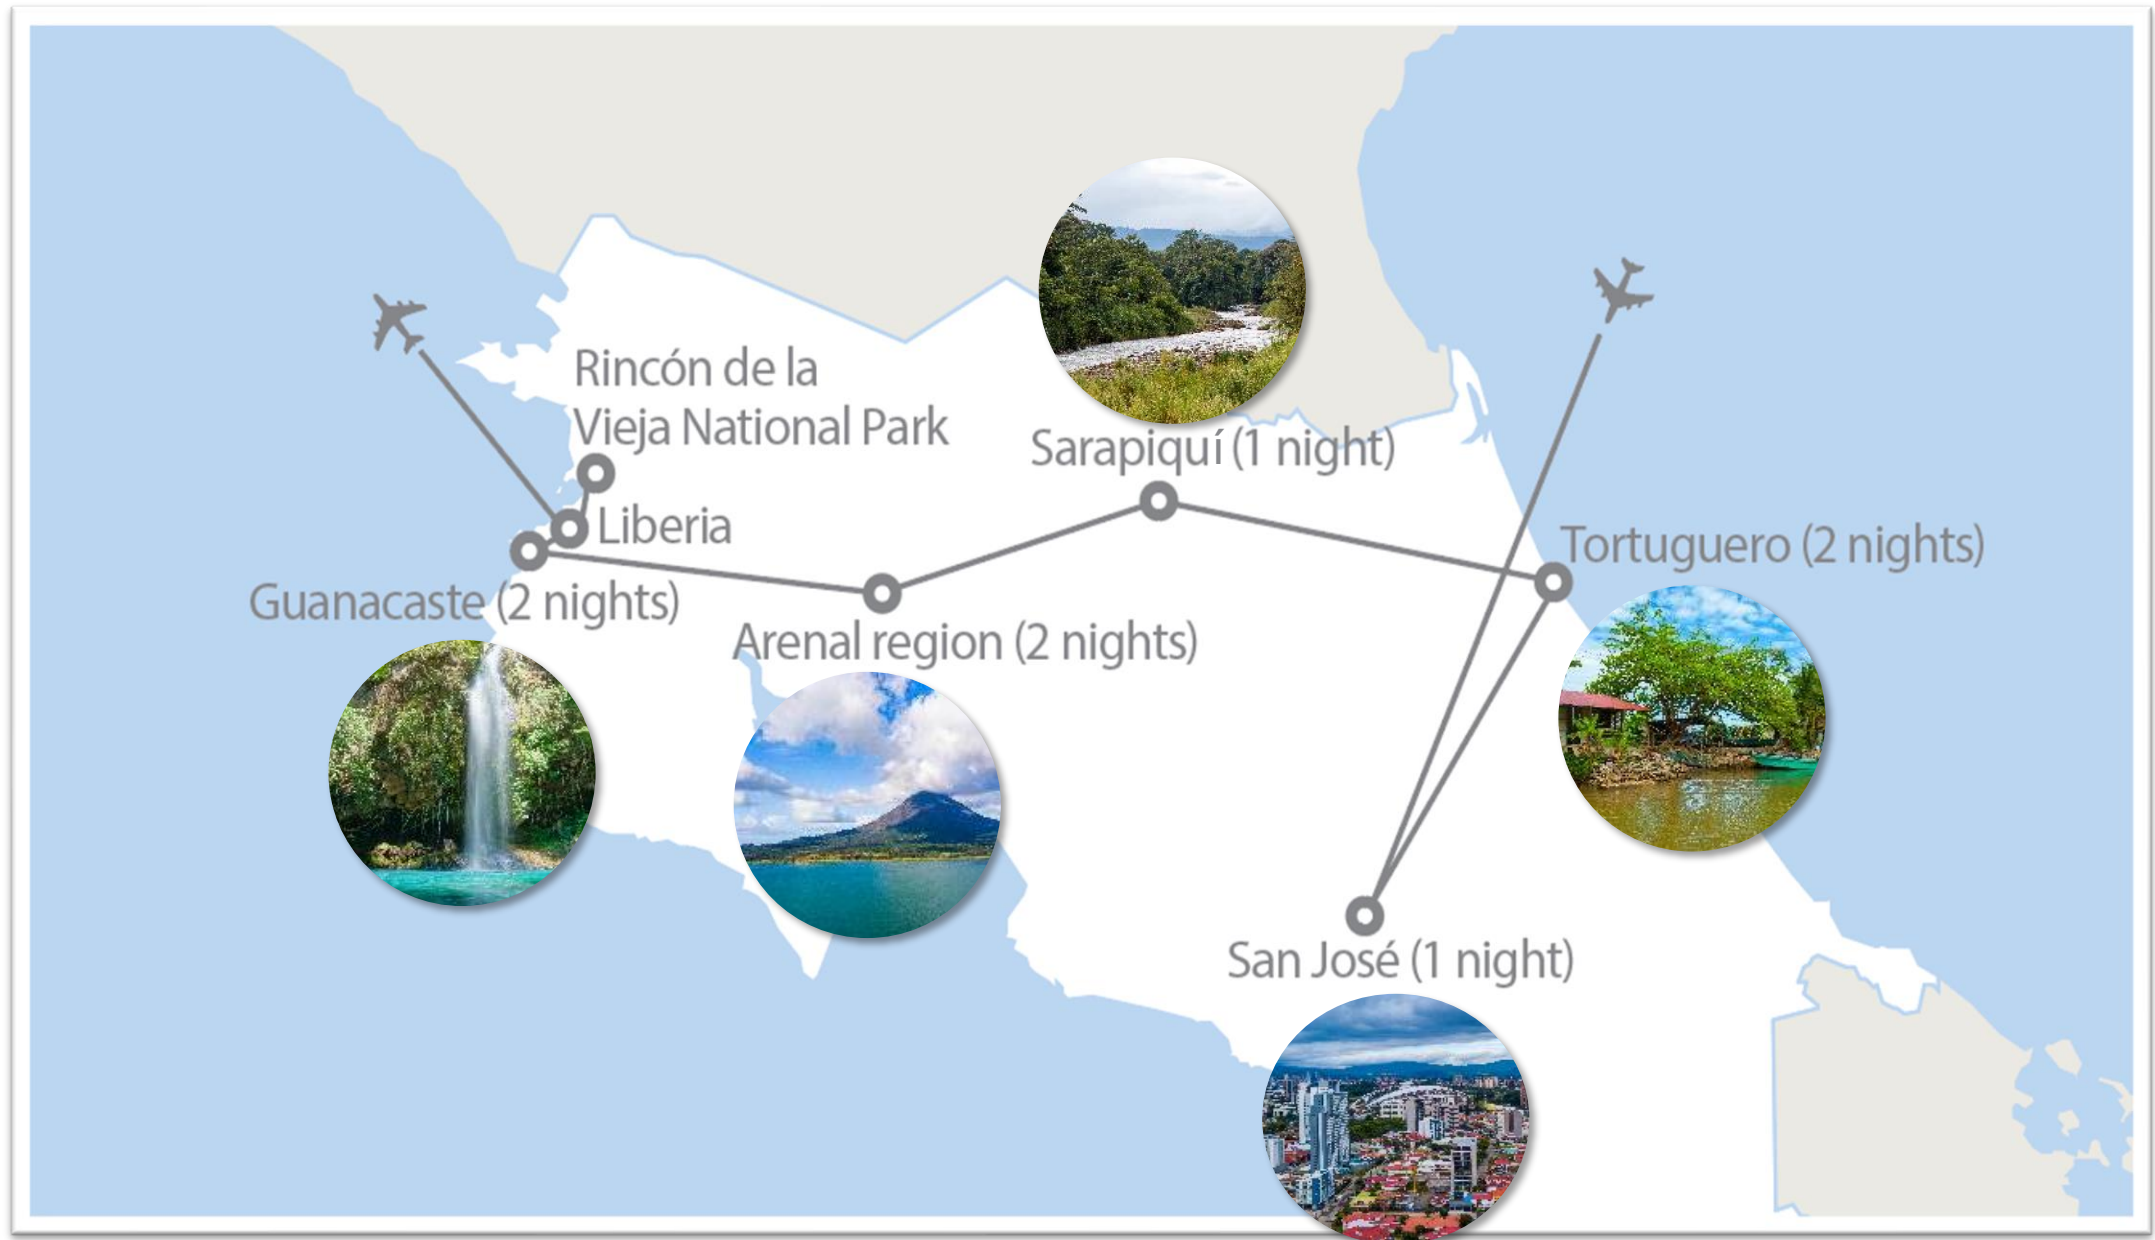 Rincón de la
Vieja National Park
Sarapiquí (1 night)
Liberia
Tortuguero (2 nights)
Guanacaste (2 nights)
Arenal region (2 nights)
San José (1 night)